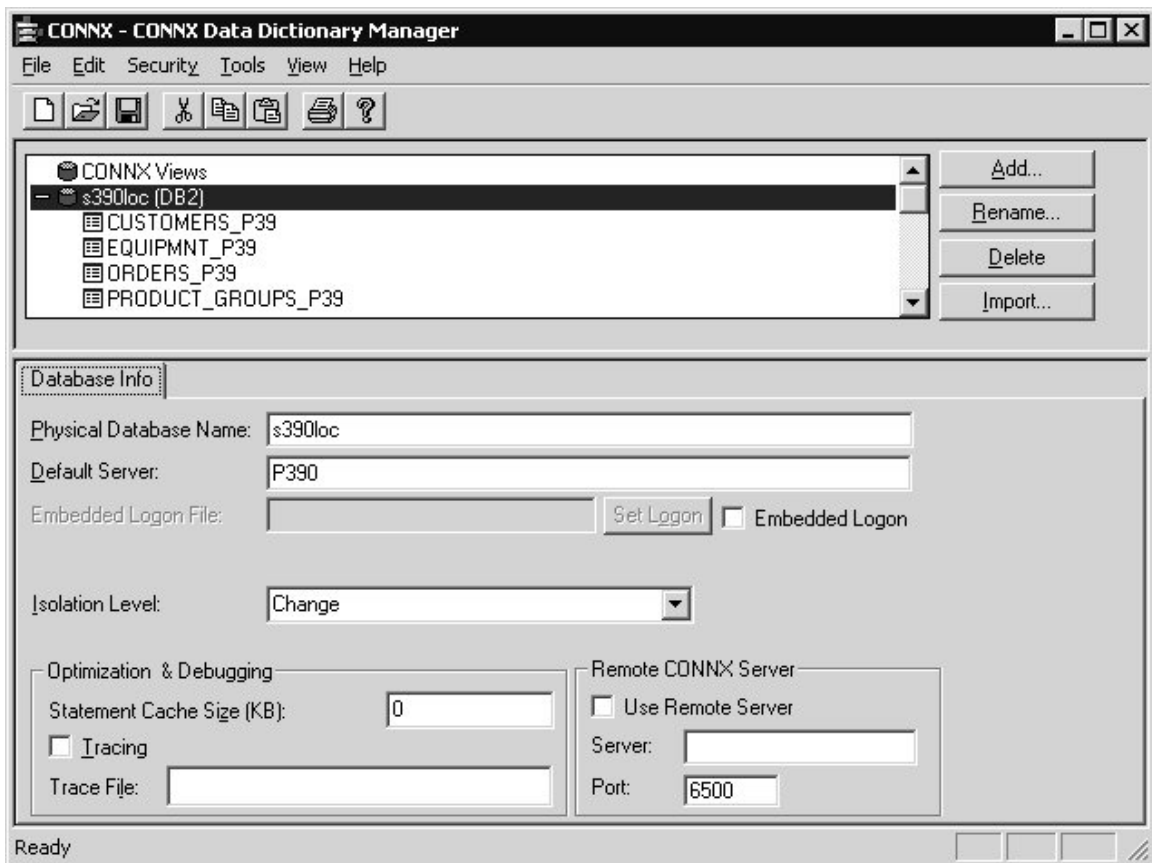 CONNX - CONNX Data Dictionary Manager
File Edit Security Tools View Help
CONNX Views
s390loc (DB2)
CUSTOMERS_P39
EQUIPMNT_P39
ORDERS_P39
PRODUCT_GROUPS_P39
Add...
Rename...
Delete
Import...
Database Info
Physical Database Name: s390loc
Default Server: P390
Embedded Logon File: Set Logon Embedded Logon
Isolation Level: Change
Optimization & Debugging
Statement Cache Size (KB): 0
Tracing
Trace File:
Remote CONNX Server
Use Remote Server
Server:
Port: 6500
Ready